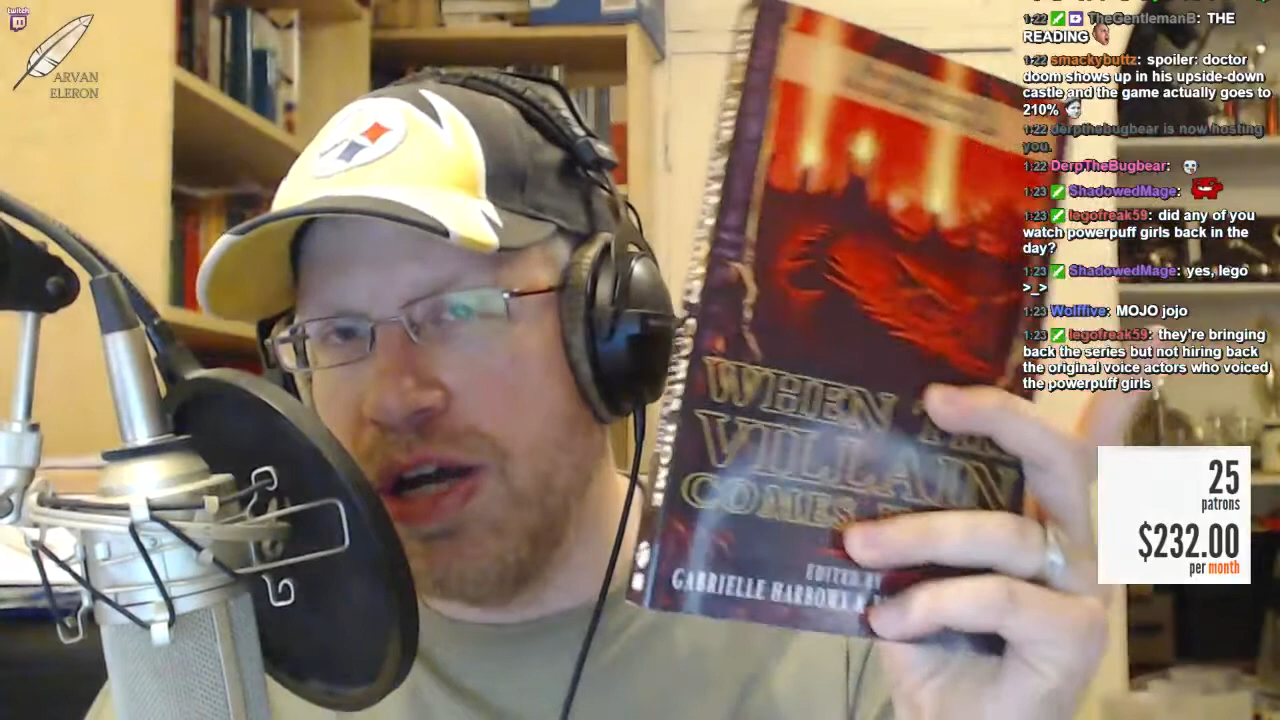 twitch
ARVAN
ELERON
WHEN
VILLAIN
COMES
EDITED BY
GABRIELLE HARBOWY &
1:22 TheGentlemanB: THE
READING
1:22 smackybuttz: spoiler: doctor
doom shows up in his upside-down
castle and the game actually goes to
210%
1:22 derpthebugbear is now hosting
you.
1:22 DerpTheBugbear:
1:23 ShadowedMage:
1:23 legofreak59: did any of you
watch powerpuff girls back in the
day?
1:23 ShadowedMage: yes, lego
>_>
1:23 Wolffive: MOJO jojo
1:23 legofreak59: they're bringing
back the series but not hiring back
the original voice actors who voiced
the powerpuff girls
25
patrons
$232.00
per month